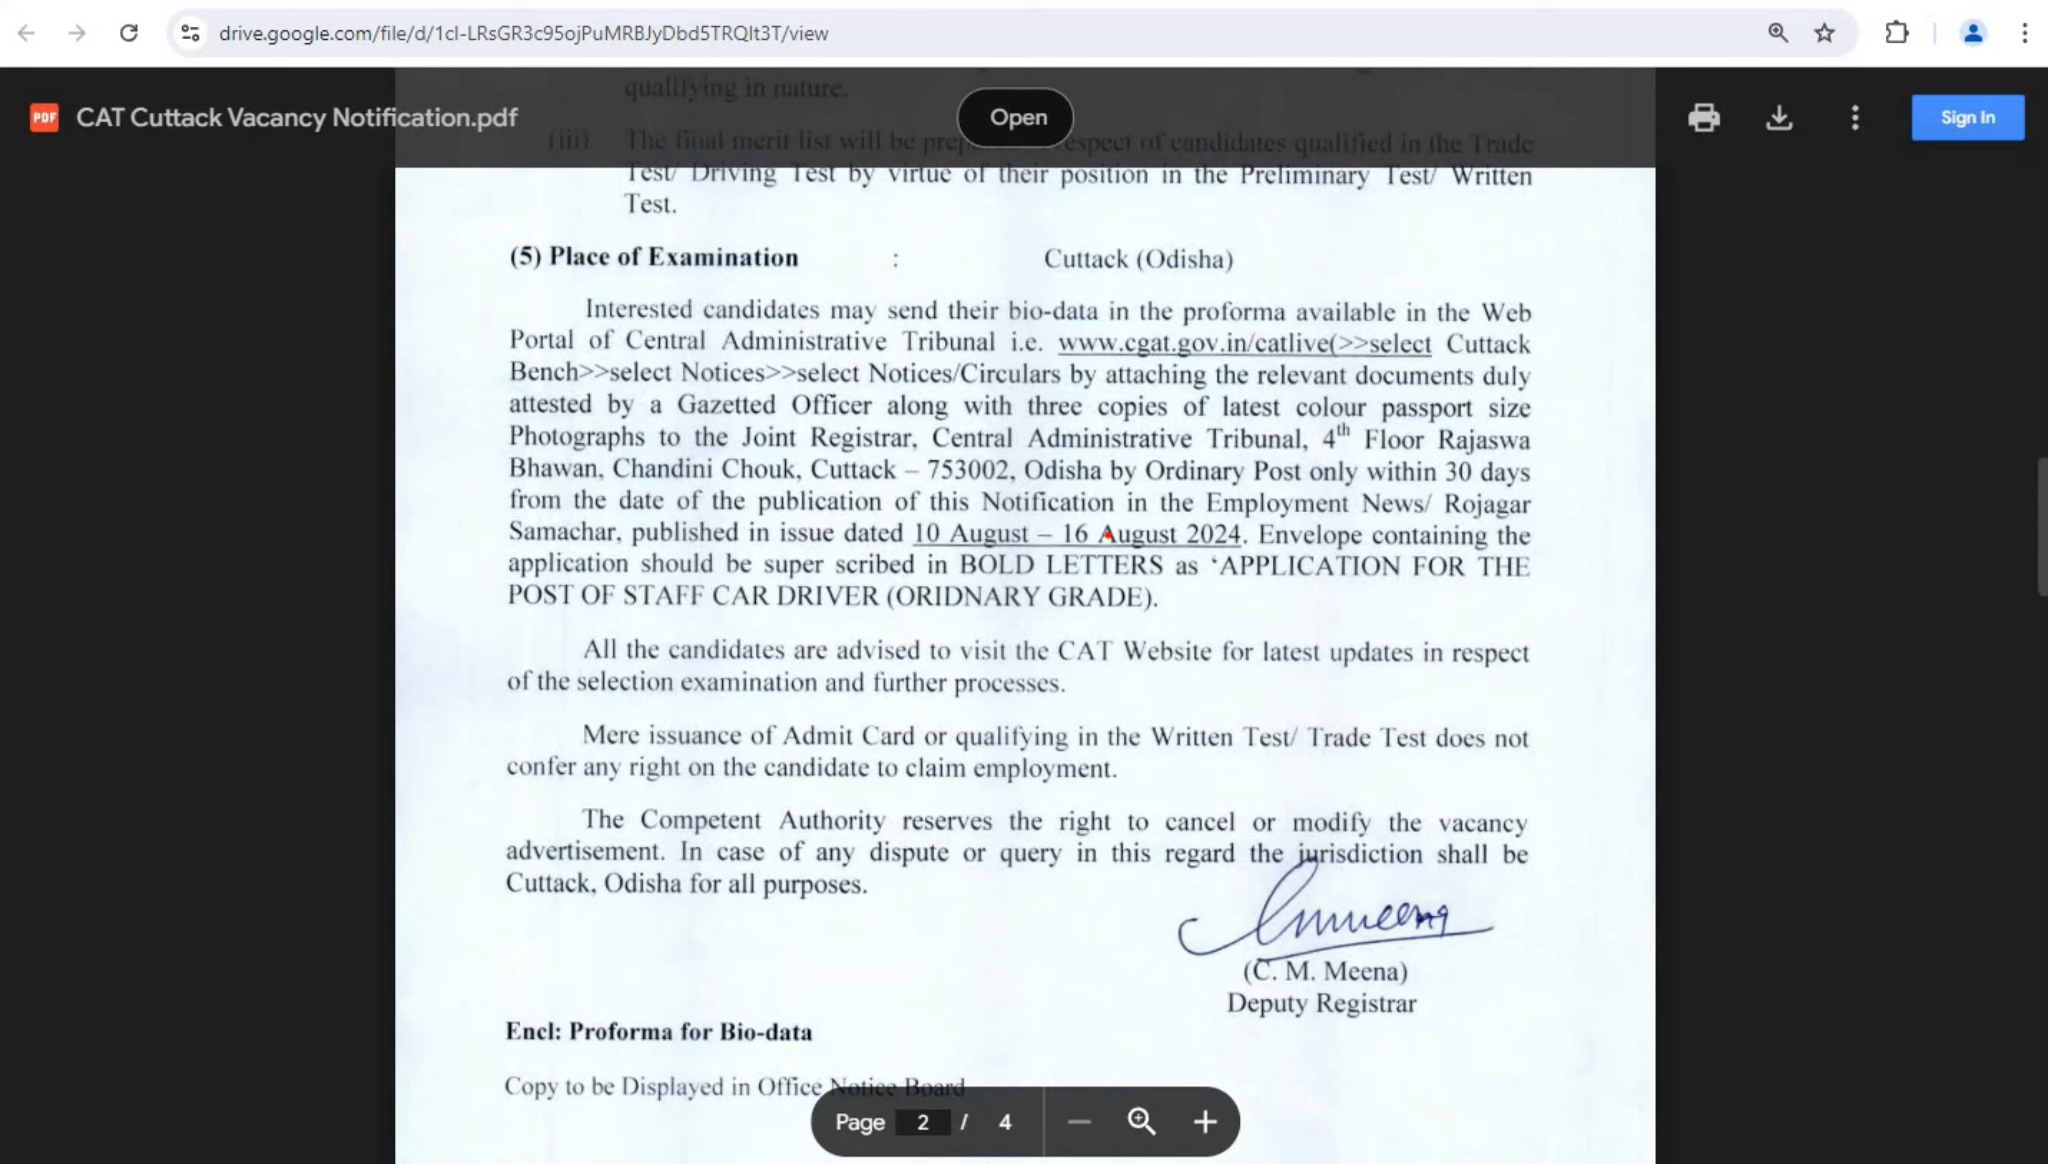 drive.google.com/file/d/1cI-LRsGR3c95ojPuMRBJyDbd5TRQIt3T/view
PDF
CAT Cuttack Vacancy Notification.pdf
Open
Sign In
qualifying in nature.
(iii) The final merit list will be respect of candidates qualified in the Trade
Test/ Driving Test by virtue of their position in the Preliminary Test/ Written
Test.
(5) Place of Examination : Cuttack (Odisha)
Interested candidates may send their bio-data in the proforma available in the Web
Portal of Central Administrative Tribunal i.e. www.cgat.gov.in/catlive(>>select Cuttack
Bench>>select Notices>>select Notices/Circulars by attaching the relevant documents duly
attested by a Gazetted Officer along with three copies of latest colour passport size
Photographs to the Joint Registrar, Central Administrative Tribunal, 4th Floor Rajaswa
Bhawan, Chandini Chouk, Cuttack – 753002, Odisha by Ordinary Post only within 30 days
from the date of the publication of this Notification in the Employment News/ Rojagar
Samachar, published in issue dated 10 August – 16 August 2024. Envelope containing the
application should be super scribed in BOLD LETTERS as ‘APPLICATION FOR THE
POST OF STAFF CAR DRIVER (ORIDNARY GRADE).
All the candidates are advised to visit the CAT Website for latest updates in respect
of the selection examination and further processes.
Mere issuance of Admit Card or qualifying in the Written Test/ Trade Test does not
confer any right on the candidate to claim employment.
The Competent Authority reserves the right to cancel or modify the vacancy
advertisement. In case of any dispute or query in this regard the jurisdiction shall be
Cuttack, Odisha for all purposes.
(C. M. Meena)
Deputy Registrar
Encl: Proforma for Bio-data
Copy to be Displayed in Office Notice Board
Page 2 / 4